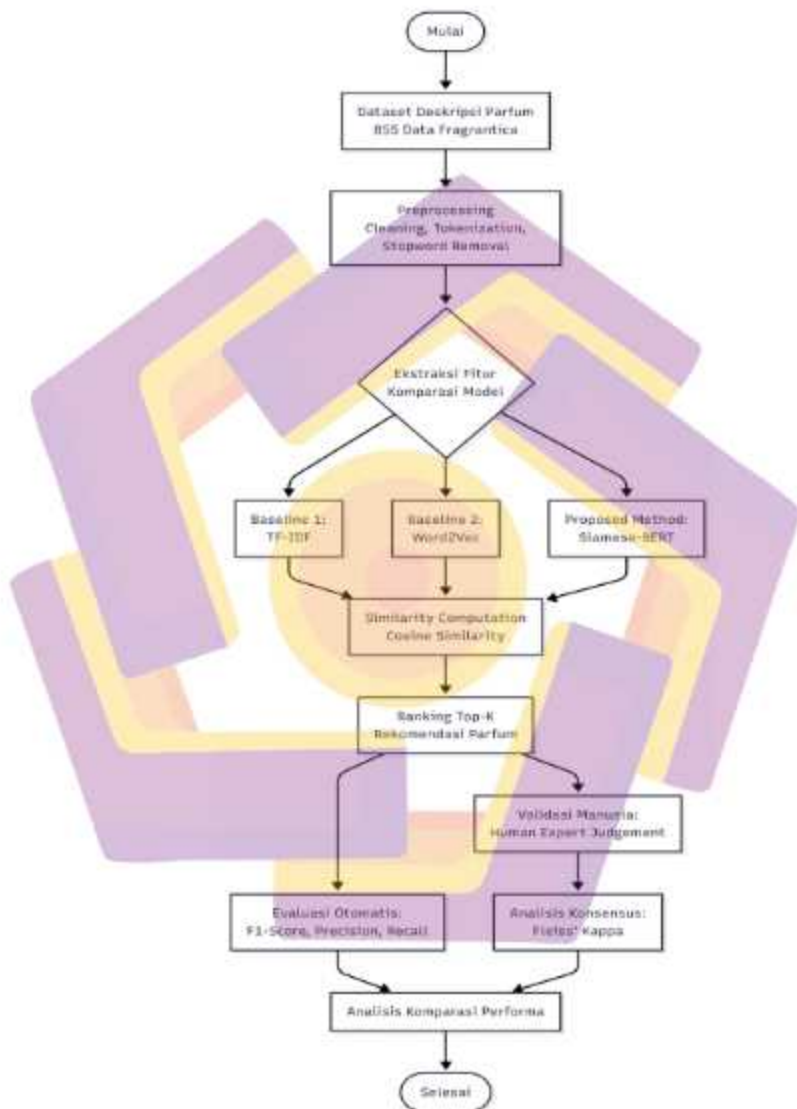 Mulai
Dataset Deskripsi Parfum
855 Data Fragrantica
Preprocessing
Cleaning, Tokenization,
Stopword Removal
Ekstraksi Fitur
Komparasi Model
Baseline 1:
TF-IDF
Baseline 2:
Word2Vec
Proposed Method:
Siamese-BERT
Similarity Computation
Cosine Similarity
Ranking Top-K
Rekomendasi Parfum
Validasi Manusia:
Human Expert Judgement
Evaluasi Otomatis:
F1-Score, Precision, Recall
Analisis Konsensus:
Fleiss' Kappa
Analisis Komparasi Performa
Selesai